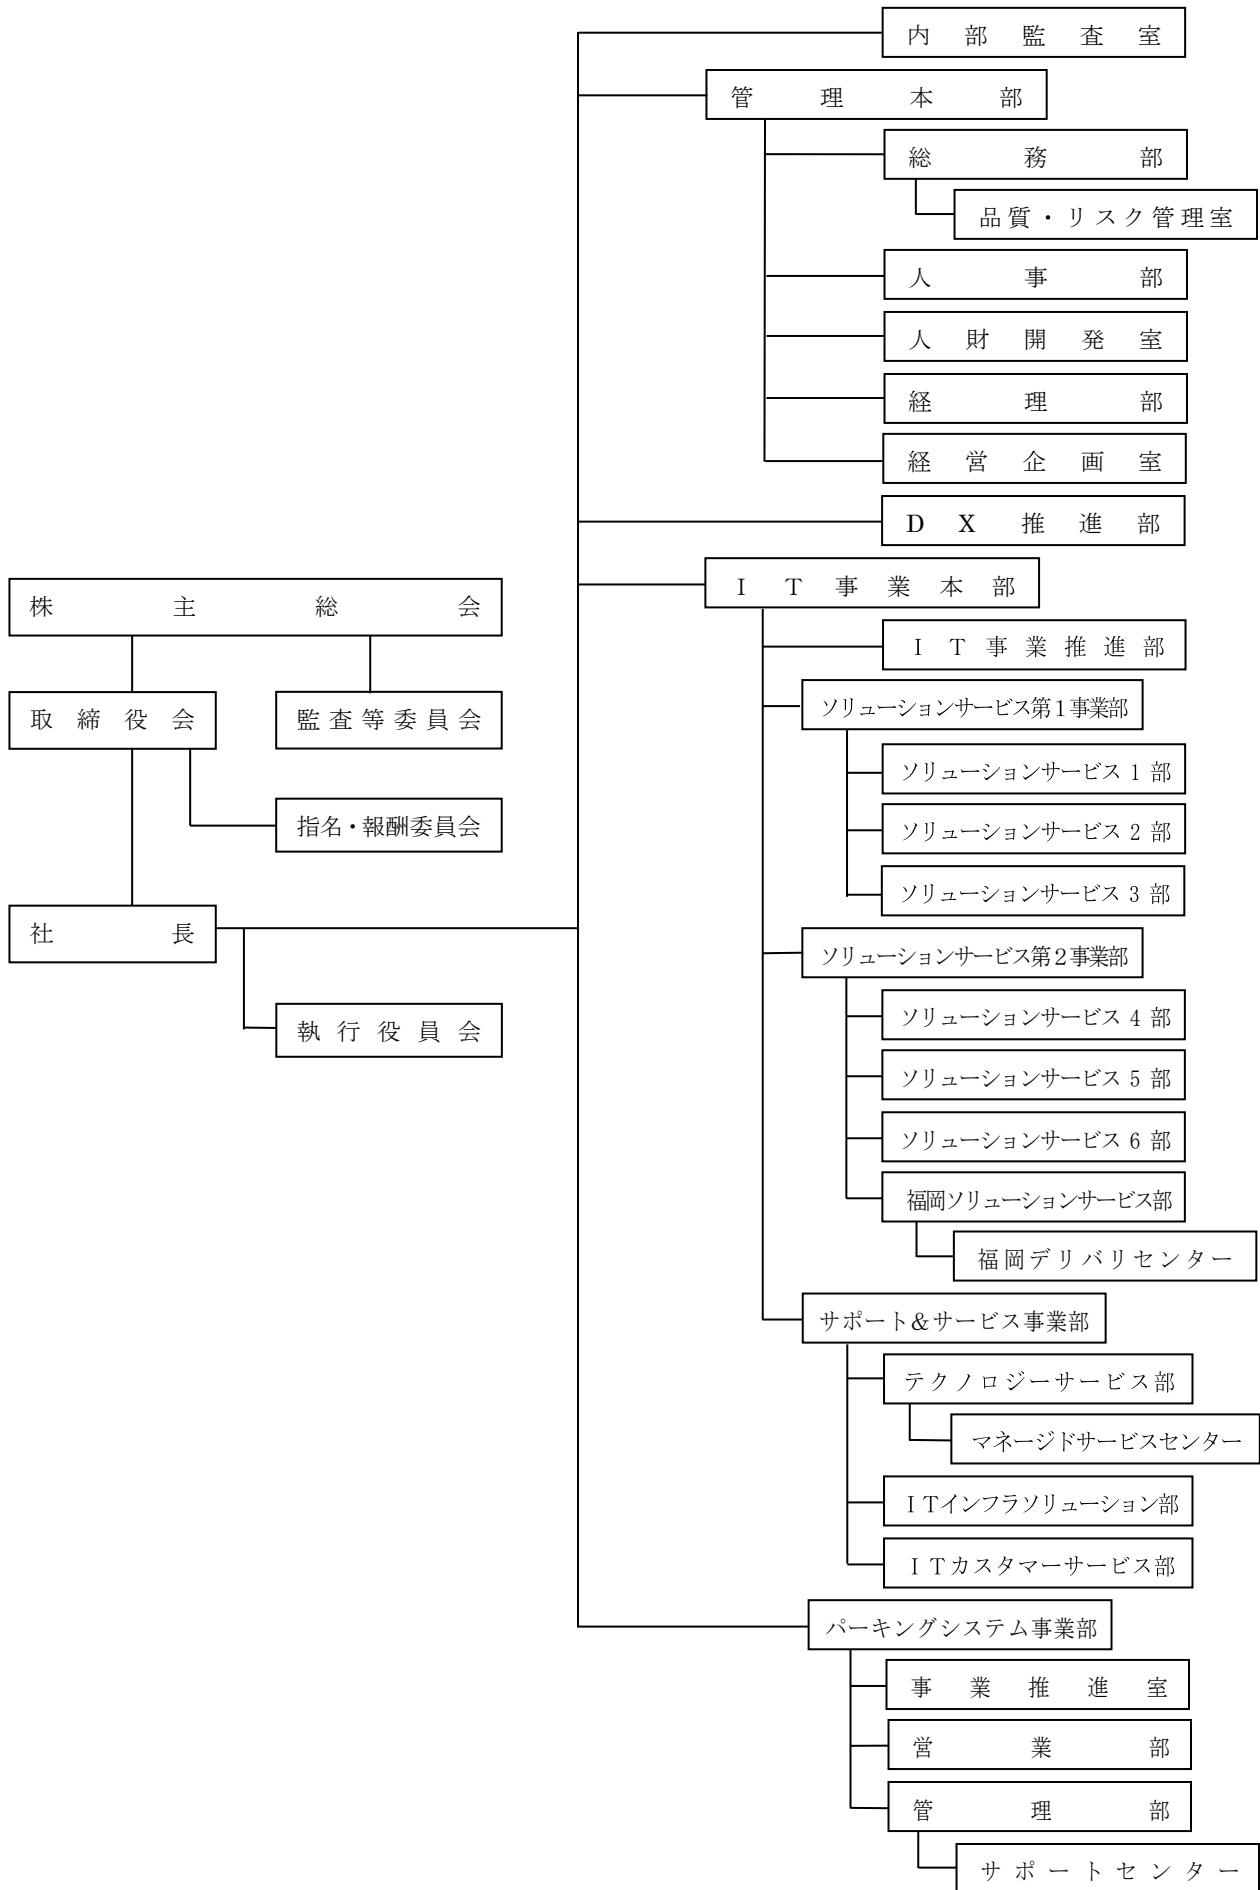 内部監査室
管理本部
総務部
品質・リスク管理室
人事部
人財開発室
経理部
経営企画室
DX推進部
ＩＴ事業本部
株主総会
ＩＴ事業推進部
取締役会
監査等委員会
ソリューションサービス第１事業部
ソリューションサービス 1 部
指名・報酬委員会
ソリューションサービス 2 部
ソリューションサービス 3 部
社長
ソリューションサービス第２事業部
執行役員会
ソリューションサービス 4 部
ソリューションサービス 5 部
ソリューションサービス 6 部
福岡ソリューションサービス部
福岡デリバリセンター
サポート＆サービス事業部
テクノロジーサービス部
マネージドサービスセンター
ＩＴインフラソリューション部
ＩＴカスタマーサービス部
パーキングシステム事業部
事業推進室
営業部
管理部
サポートセンター